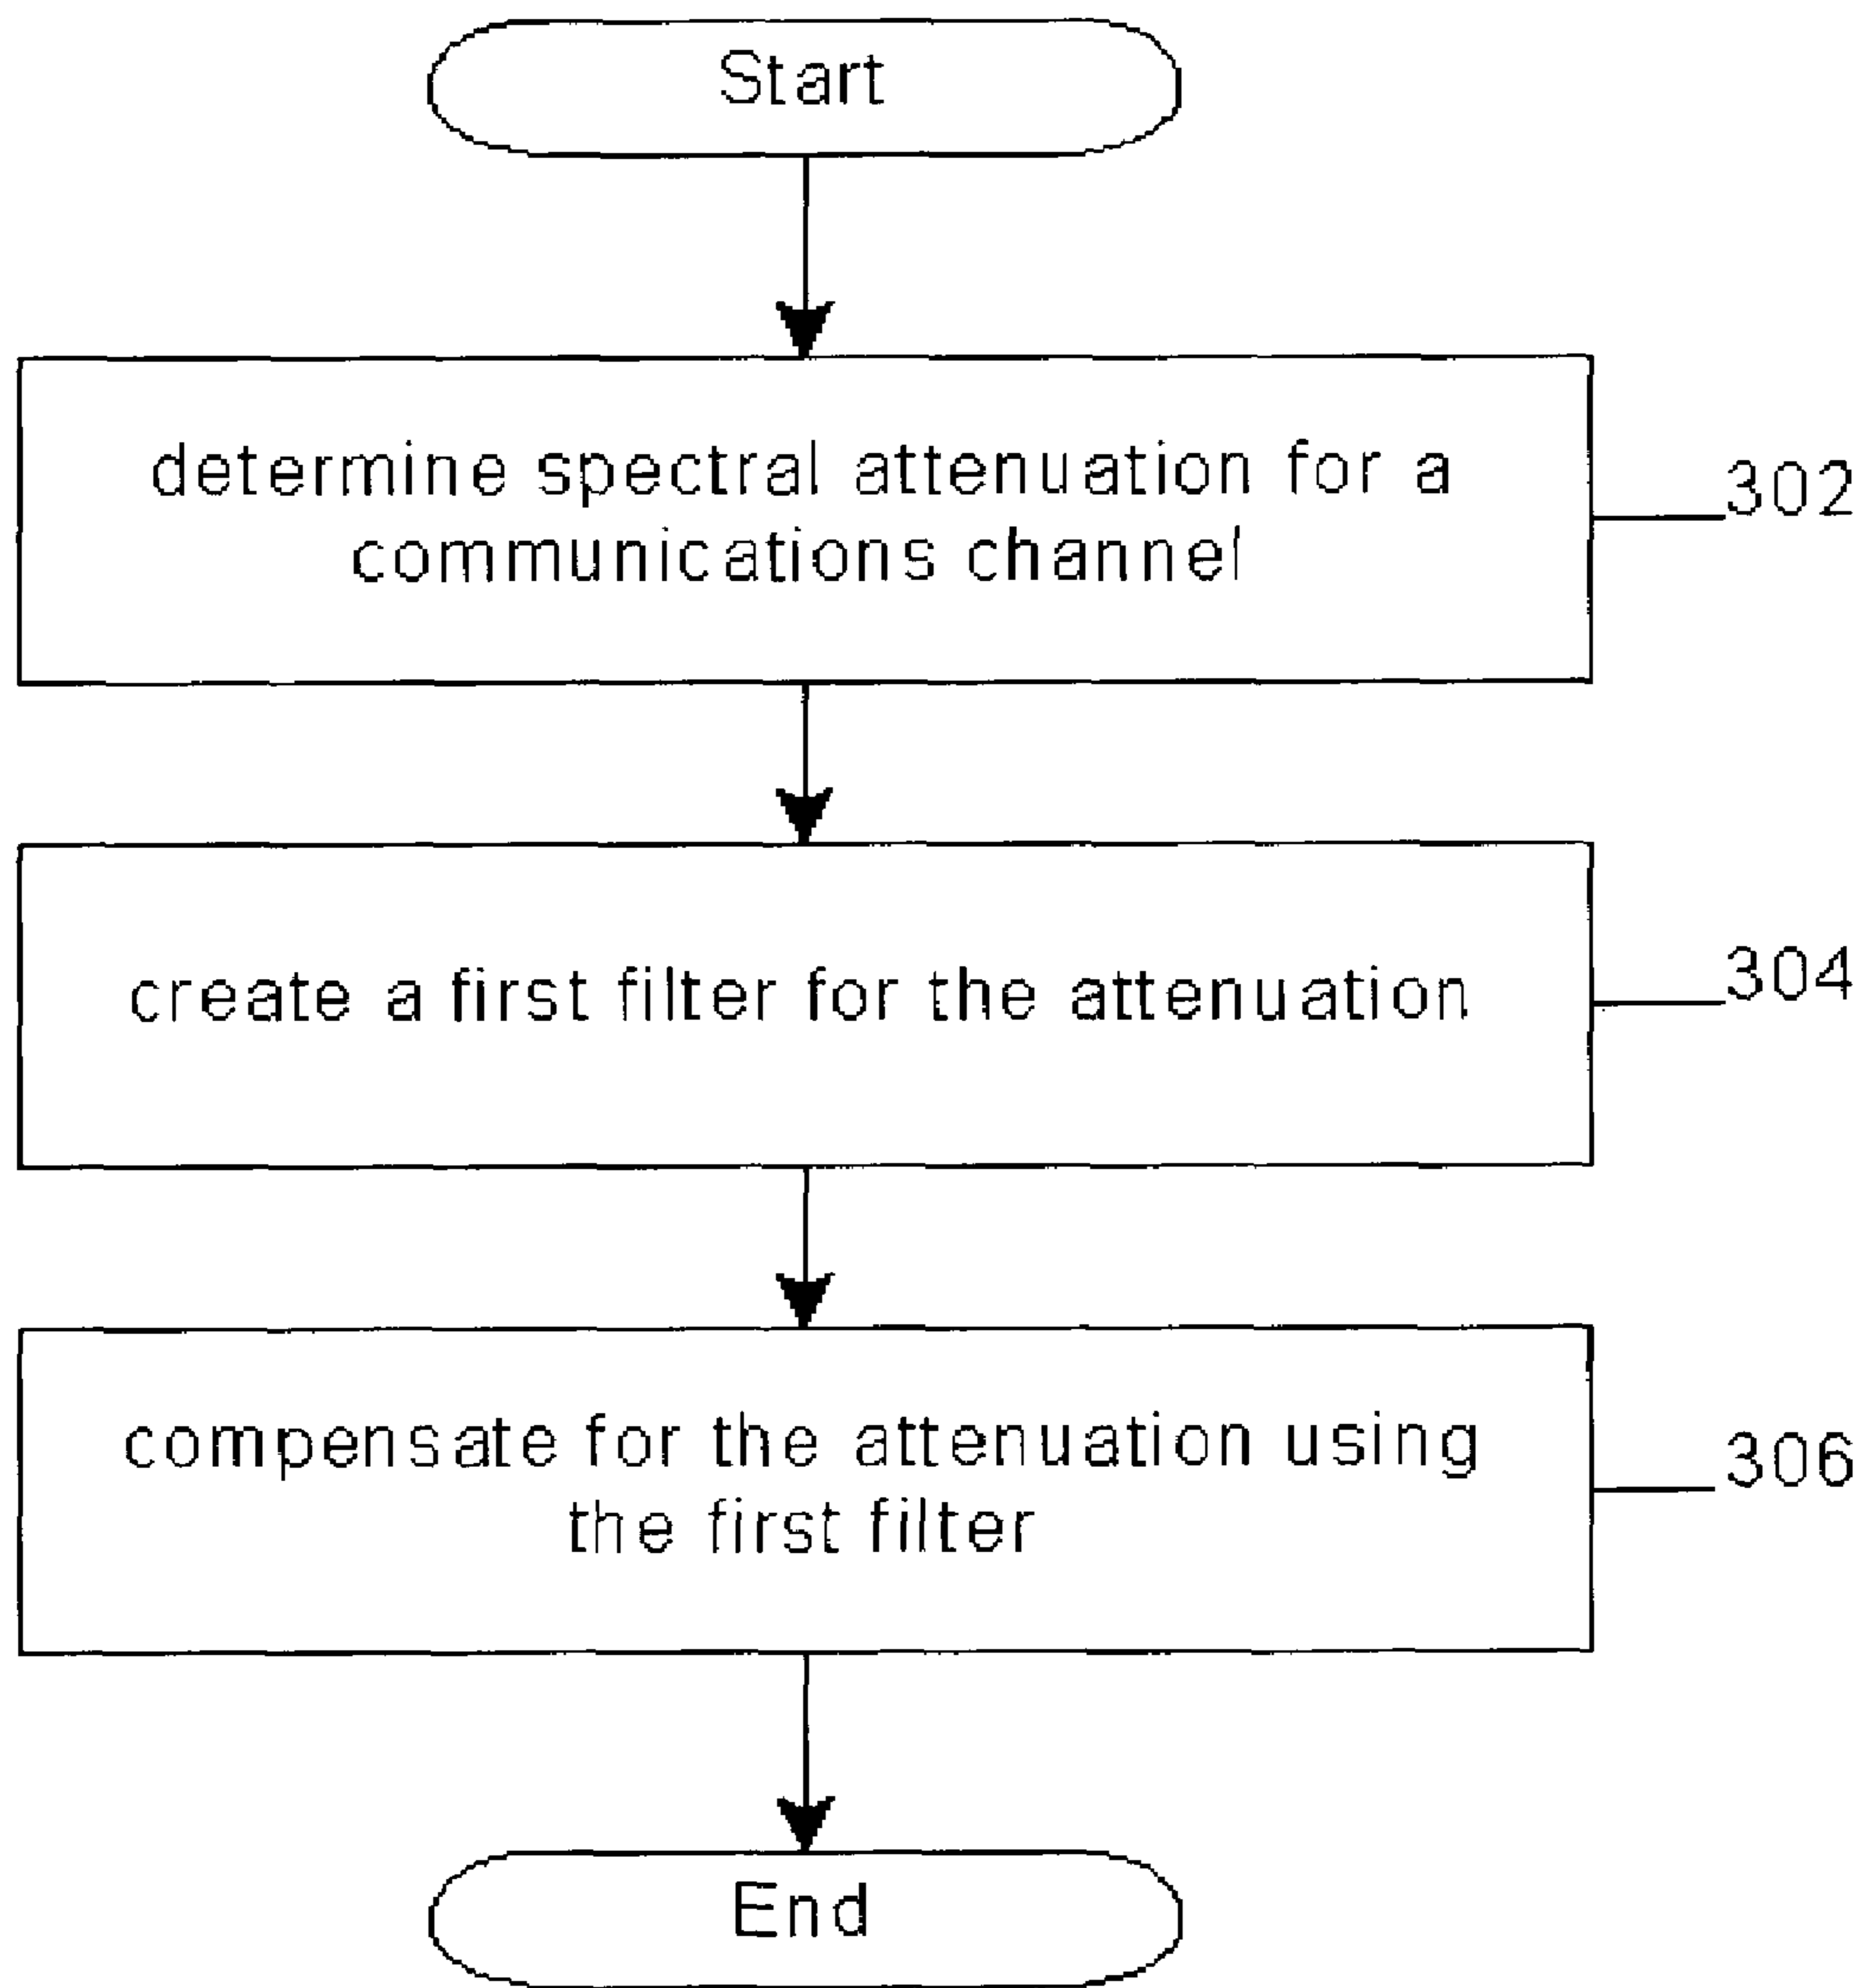 Start
determine spectral attenuation for a
communications channel
302
create a first filter for the attenuation
304
compensate for the attenuation using
the first filter
306
End